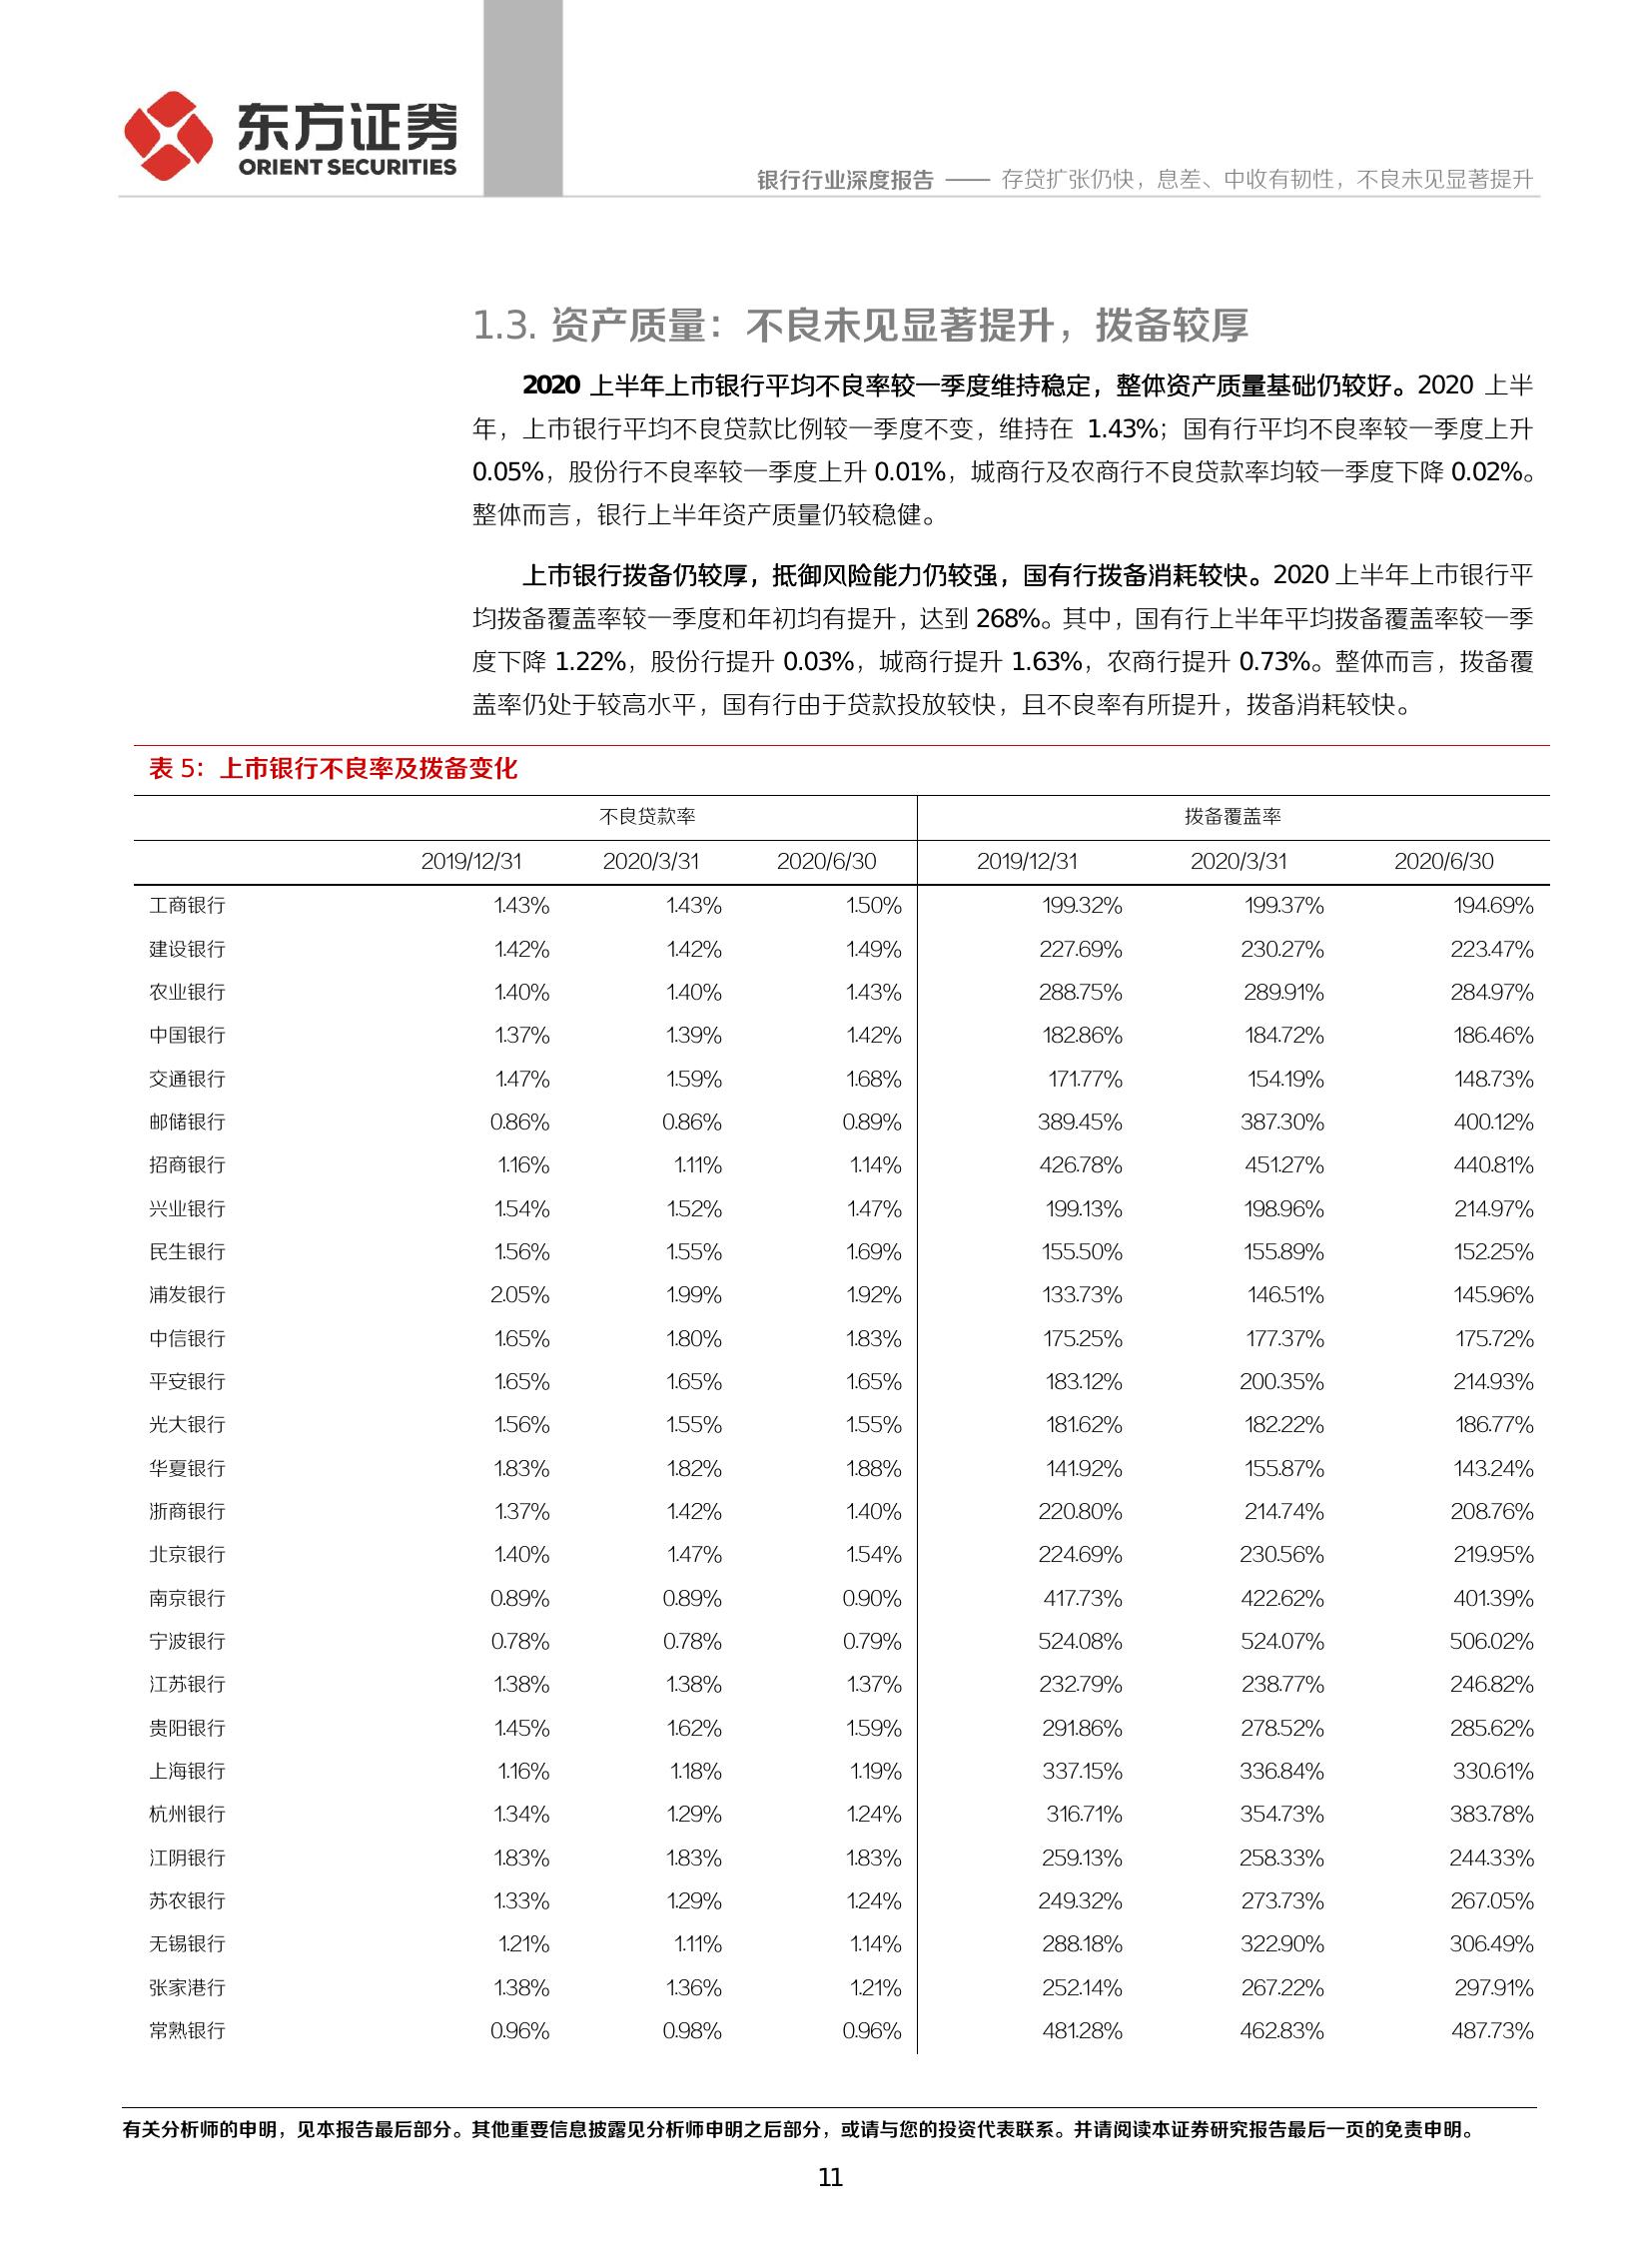 东方证券
ORIENT SECURITIES
银行行业深度报告 —— 存贷扩张仍快，息差、中收有韧性，不良未见显著提升
1.3. 资产质量：不良未见显著提升，拨备较厚
2020 上半年上市银行平均不良率较一季度维持稳定，整体资产质量基础仍较好。2020 上半
年，上市银行平均不良贷款比例较一季度不变，维持在 1.43%；国有行平均不良率较一季度上升
0.05%，股份行不良率较一季度上升 0.01%，城商行及农商行不良贷款率均较一季度下降 0.02%。
整体而言，银行上半年资产质量仍较稳健。
上市银行拨备仍较厚，抵御风险能力仍较强，国有行拨备消耗较快。2020 上半年上市银行平
均拨备覆盖率较一季度和年初均有提升，达到 268%。其中，国有行上半年平均拨备覆盖率较一季
度下降 1.22%，股份行提升 0.03%，城商行提升 1.63%，农商行提升 0.73%。整体而言，拨备覆
盖率仍处于较高水平，国有行由于贷款投放较快，且不良率有所提升，拨备消耗较快。
表 5：上市银行不良率及拨备变化
不良贷款率 拨备覆盖率
2019/12/31 2020/3/31 2020/6/30 2019/12/31 2020/3/31 2020/6/30
工商银行 1.43% 1.43% 1.50% 199.32% 199.37% 194.69%
建设银行 1.42% 1.42% 1.49% 227.69% 230.27% 223.47%
农业银行 1.40% 1.40% 1.43% 288.75% 289.91% 284.97%
中国银行 1.37% 1.39% 1.42% 182.86% 184.72% 186.46%
交通银行 1.47% 1.59% 1.68% 171.77% 154.19% 148.73%
邮储银行 0.86% 0.86% 0.89% 389.45% 387.30% 400.12%
招商银行 1.16% 1.11% 1.14% 426.78% 451.27% 440.81%
兴业银行 1.54% 1.52% 1.47% 199.13% 198.96% 214.97%
民生银行 1.56% 1.55% 1.69% 155.50% 155.89% 152.25%
浦发银行 2.05% 1.99% 1.92% 133.73% 146.51% 145.96%
中信银行 1.65% 1.80% 1.83% 175.25% 177.37% 175.72%
平安银行 1.65% 1.65% 1.65% 183.12% 200.35% 214.93%
光大银行 1.56% 1.55% 1.55% 181.62% 182.22% 186.77%
华夏银行 1.83% 1.82% 1.88% 141.92% 155.87% 143.24%
浙商银行 1.37% 1.42% 1.40% 220.80% 214.74% 208.76%
北京银行 1.40% 1.47% 1.54% 224.69% 230.56% 219.95%
南京银行 0.89% 0.89% 0.90% 417.73% 422.62% 401.39%
宁波银行 0.78% 0.78% 0.79% 524.08% 524.07% 506.02%
江苏银行 1.38% 1.38% 1.37% 232.79% 238.77% 246.82%
贵阳银行 1.45% 1.62% 1.59% 291.86% 278.52% 285.62%
上海银行 1.16% 1.18% 1.19% 337.15% 336.84% 330.61%
杭州银行 1.34% 1.29% 1.24% 316.71% 354.73% 383.78%
江阴银行 1.83% 1.83% 1.83% 259.13% 258.33% 244.33%
苏农银行 1.33% 1.29% 1.24% 249.32% 273.73% 267.05%
无锡银行 1.21% 1.11% 1.14% 288.18% 322.90% 306.49%
张家港行 1.38% 1.36% 1.21% 252.14% 267.22% 297.91%
常熟银行 0.96% 0.98% 0.96% 481.28% 462.83% 487.73%
有关分析师的申明，见本报告最后部分。其他重要信息披露见分析师申明之后部分，或请与您的投资代表联系。并请阅读本证券研究报告最后一页的免责申明。
11